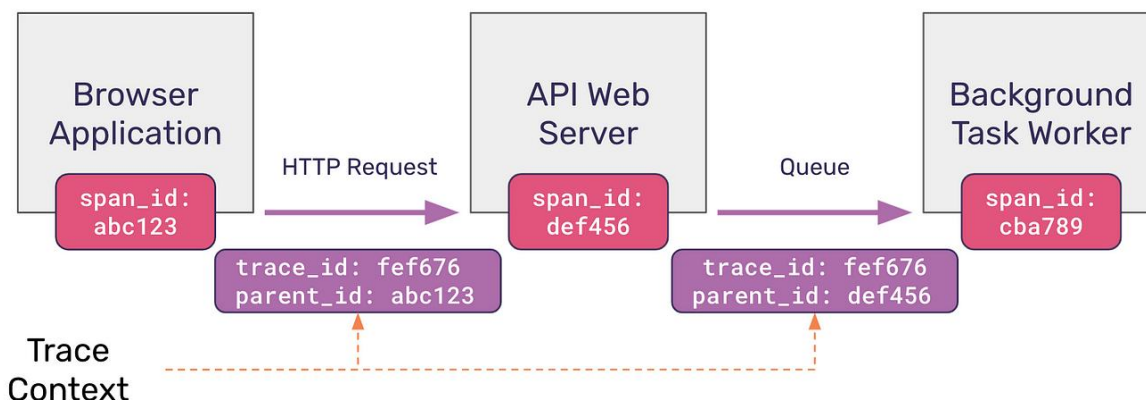 Browser
Application
API Web
Server
Background
Task Worker
HTTP Request
Queue
span_id:
abc123
span_id:
def456
span_id:
cba789
trace_id: fef676
parent_id: abc123
trace_id: fef676
parent_id: def456
Trace
Context